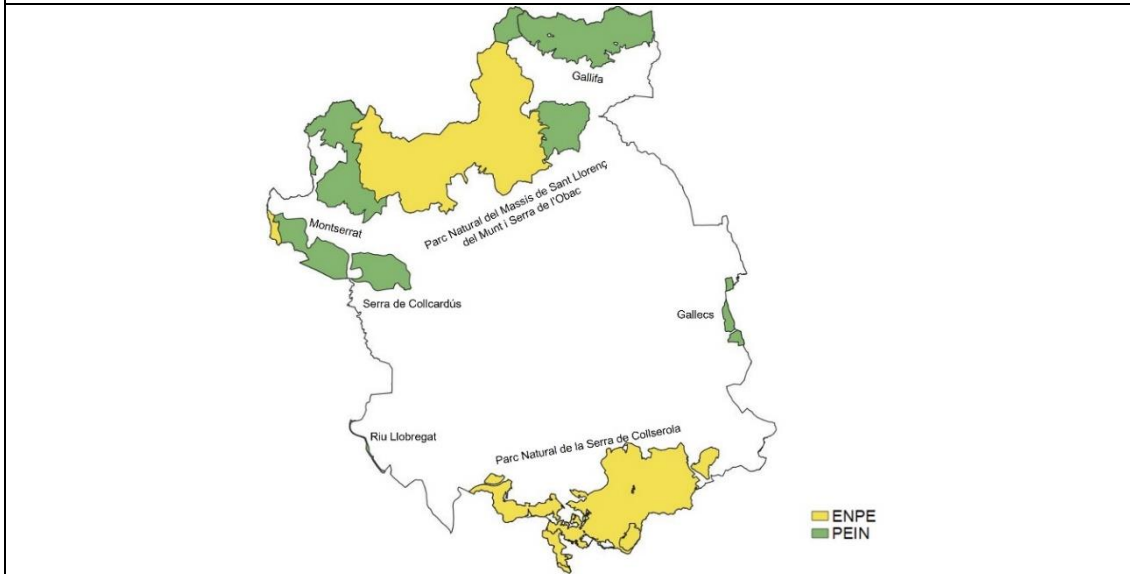 Gallifa
Parc Natural del Massis de Sant Llorenç
del Munt i Serra de l'Obac
Montserrat
Serra de Collcardús
Gallecs
Riu Llobregat
Parc Natural de la Serra de Collserola
ENPE
PEIN